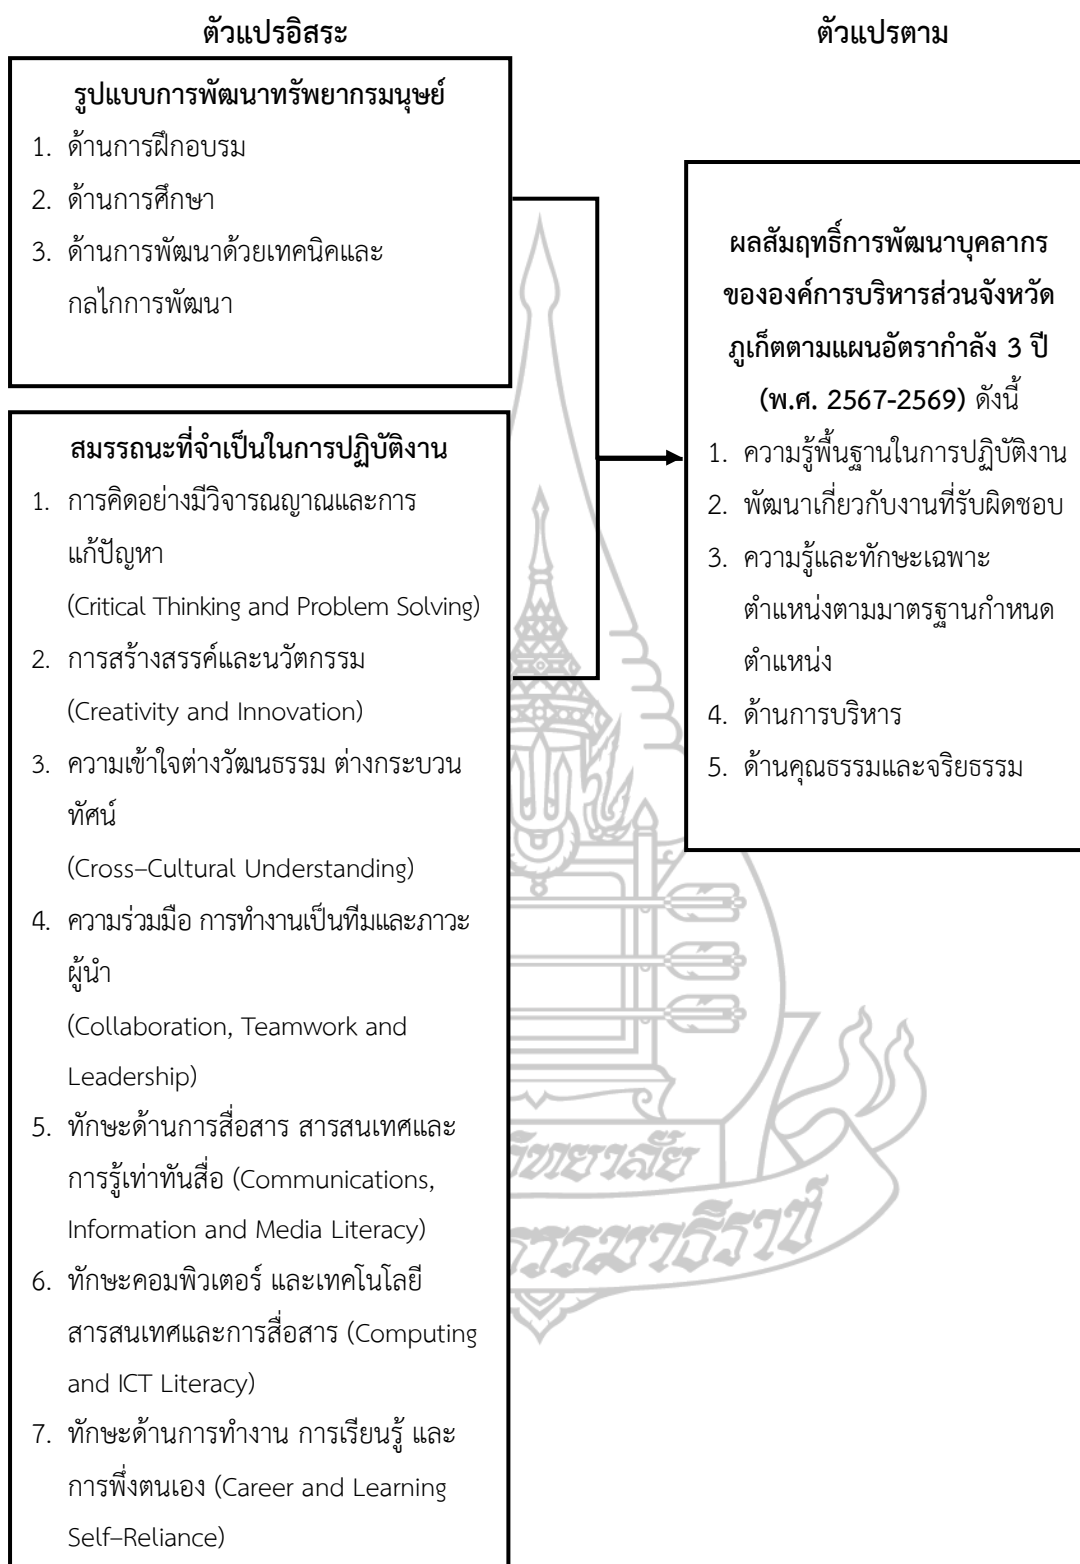 ตัวแปรอิสระ
ตัวแปรตาม
รูปแบบการพัฒนาทรัพยากรมนุษย์
1. ด้านการฝึกอบรม
2. ด้านการศึกษา
3. ด้านการพัฒนาด้วยเทคนิคและ
กลไกการพัฒนา
สมรรถนะที่จำเป็นในการปฏิบัติงาน
1. การคิดอย่างมีวิจารณญาณและการ
แก้ปัญหา
(Critical Thinking and Problem Solving)
2. การสร้างสรรค์และนวัตกรรม
(Creativity and Innovation)
3. ความเข้าใจต่างวัฒนธรรม ต่างกระบวน
ทัศน์
(Cross–Cultural Understanding)
4. ความร่วมมือ การทำงานเป็นทีมและภาวะ
ผู้นำ
(Collaboration, Teamwork and
Leadership)
5. ทักษะด้านการสื่อสาร สารสนเทศและ
การรู้เท่าทันสื่อ (Communications,
Information and Media Literacy)
6. ทักษะคอมพิวเตอร์ และเทคโนโลยี
สารสนเทศและการสื่อสาร (Computing
and ICT Literacy)
7. ทักษะด้านการทำงาน การเรียนรู้ และ
การพึ่งตนเอง (Career and Learning
Self–Reliance)
ผลสัมฤทธิ์การพัฒนาบุคลากร
ขององค์การบริหารส่วนจังหวัด
ภูเก็ตตามแผนอัตรากำลัง 3 ปี
(พ.ศ. 2567-2569) ดังนี้
1. ความรู้พื้นฐานในการปฏิบัติงาน
2. พัฒนาเกี่ยวกับงานที่รับผิดชอบ
3. ความรู้และทักษะเฉพาะ
ตำแหน่งตามมาตรฐานกำหนด
ตำแหน่ง
4. ด้านการบริหาร
5. ด้านคุณธรรมและจริยธรรม